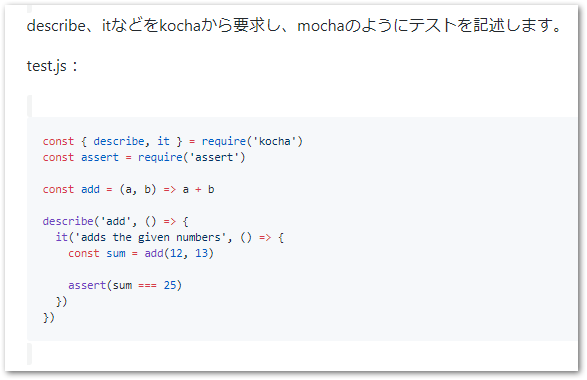 describe、itなどをkochaから要求し、mochaのようにテストを記述します。
test.js：
const { describe, it } = require('kocha')
const assert = require('assert')
const add = (a, b) => a + b
describe('add', () => {
  it('adds the given numbers', () => {
    const sum = add(12, 13)
    assert(sum === 25)
  })
})